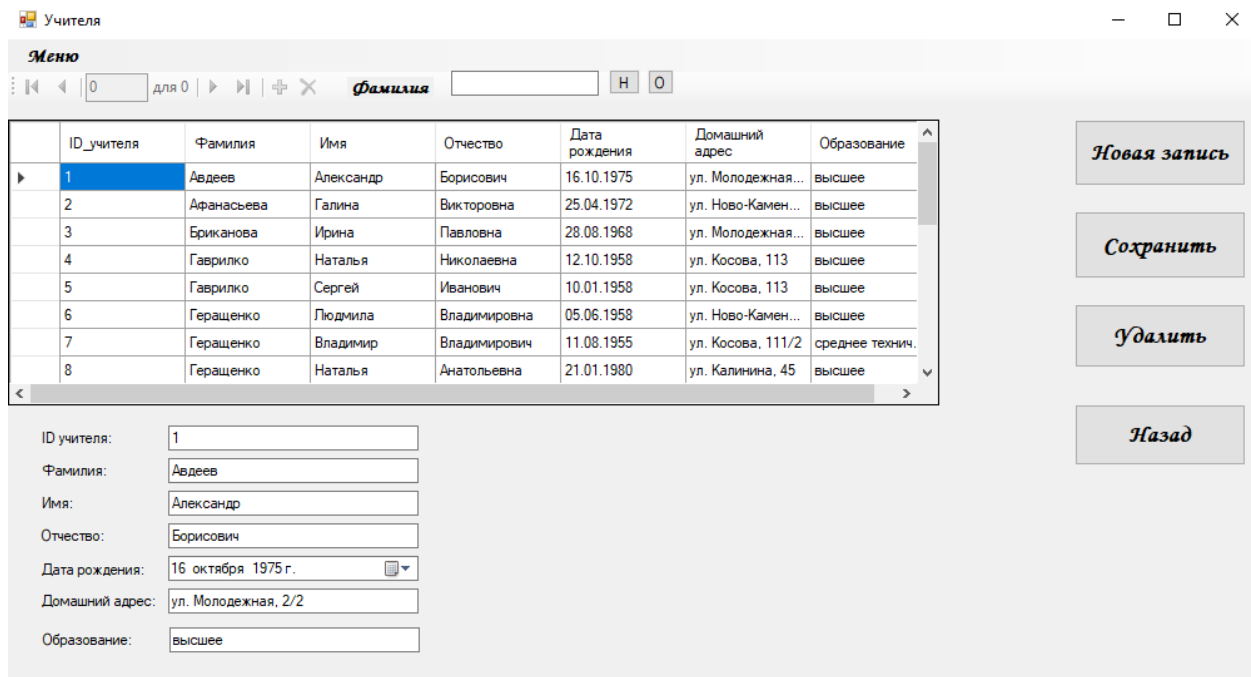 Учителя
Меню
0 для 0 Фамилия Н О
ID_учителя Фамилия Имя Отчество Дата рождения Домашний адрес Образование
1 Авдеев Александр Борисович 16.10.1975 ул. Молодежная... высшее
2 Афанасьева Галина Викторовна 25.04.1972 ул. Ново-Камен... высшее
3 Бриканова Ирина Павловна 28.08.1968 ул. Молодежная... высшее
4 Гаврилко Наталья Николаевна 12.10.1958 ул. Косова, 113 высшее
5 Гаврилко Сергей Иванович 10.01.1958 ул. Косова, 113 высшее
6 Геращенко Людмила Владимировна 05.06.1958 ул. Ново-Камен... высшее
7 Геращенко Владимир Владимирович 11.08.1955 ул. Косова, 111/2 среднее технич.
8 Геращенко Наталья Анатольевна 21.01.1980 ул. Калинина, 45 высшее
Новая запись
Сохранить
Удалить
Назад
ID учителя: 1
Фамилия: Авдеев
Имя: Александр
Отчество: Борисович
Дата рождения: 16 октября 1975 г.
Домашний адрес: ул. Молодежная, 2/2
Образование: высшее